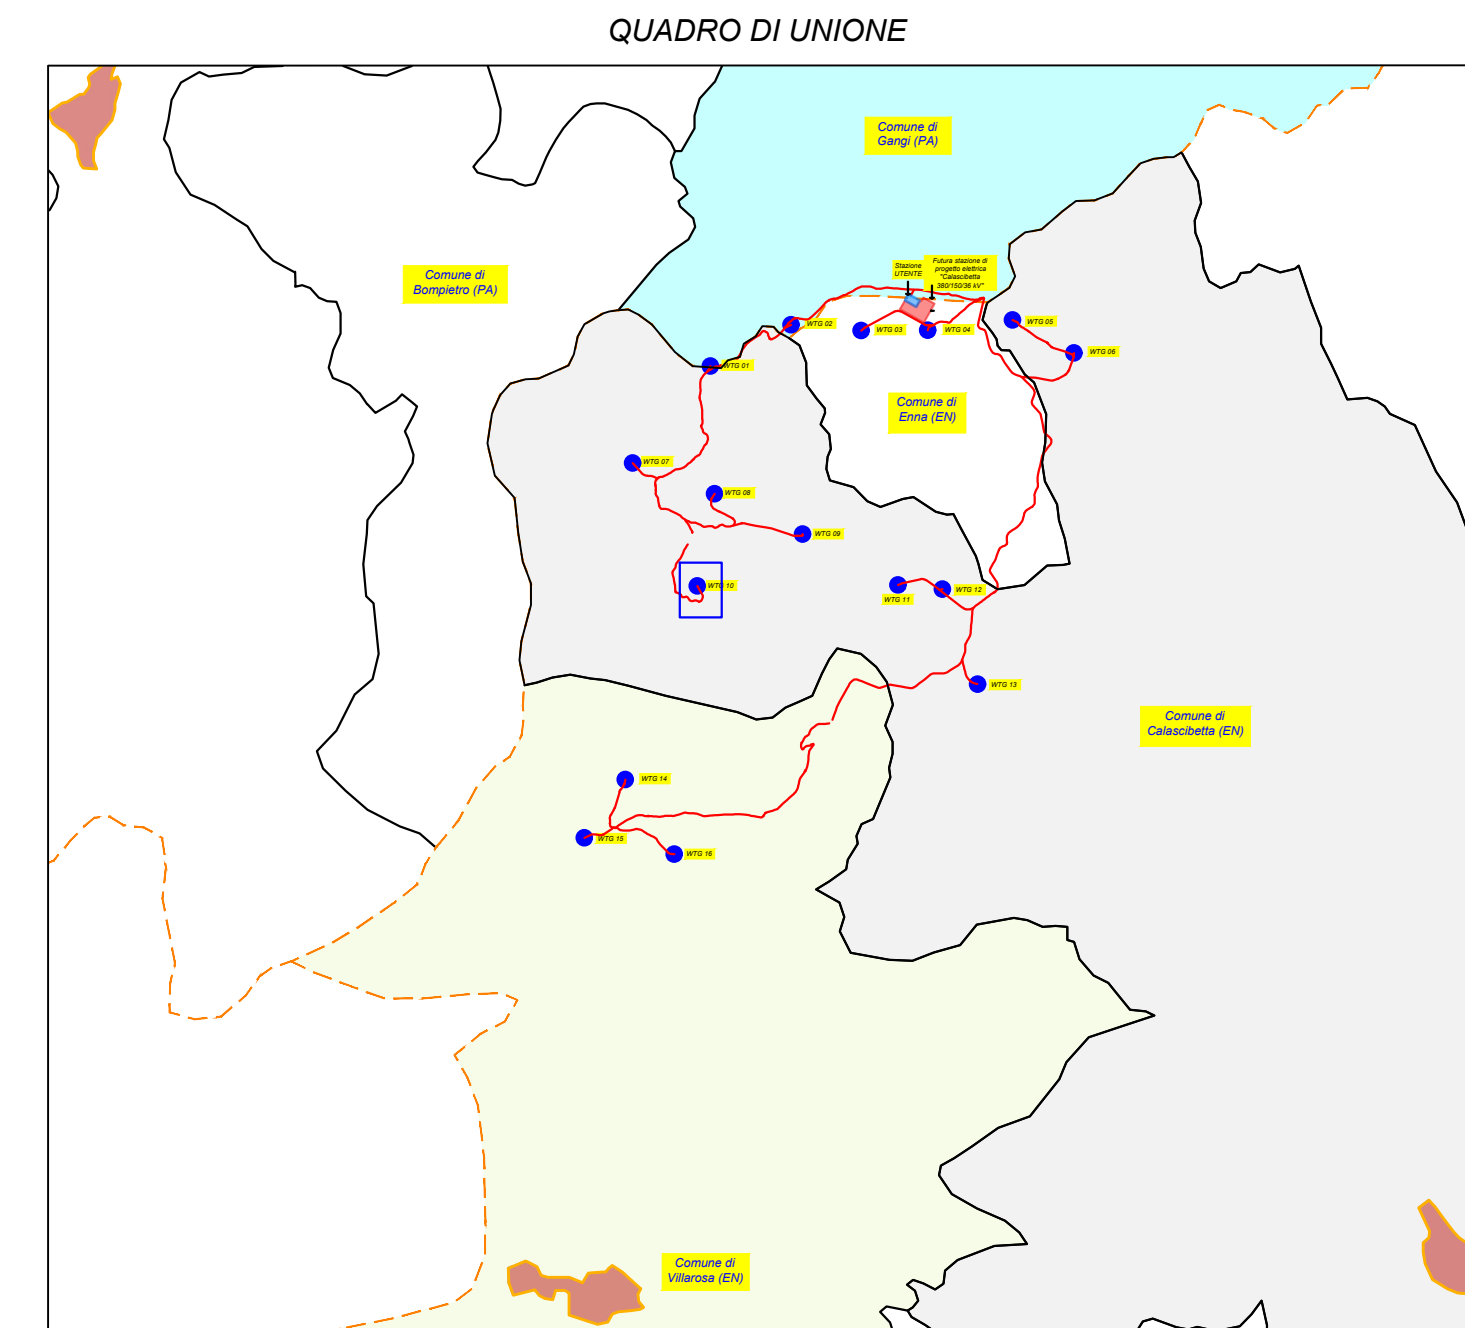 QUADRO DI UNIONE
Comune di
Gangi (PA)
Comune di
Bompietro (PA)
Stazione
UTENTE
Futura stazione di
progetto elettrica
"Calascibetta
380/150/36 kV"
WTG 02
WTG 03
WTG 04
WTG 05
WTG 06
WTG 01
Comune di
Enna (EN)
WTG 07
WTG 08
WTG 09
WTG 10
WTG 11
WTG 12
WTG 13
Comune di
Calascibetta (EN)
WTG 14
WTG 15
WTG 16
Comune di
Villarosa (EN)